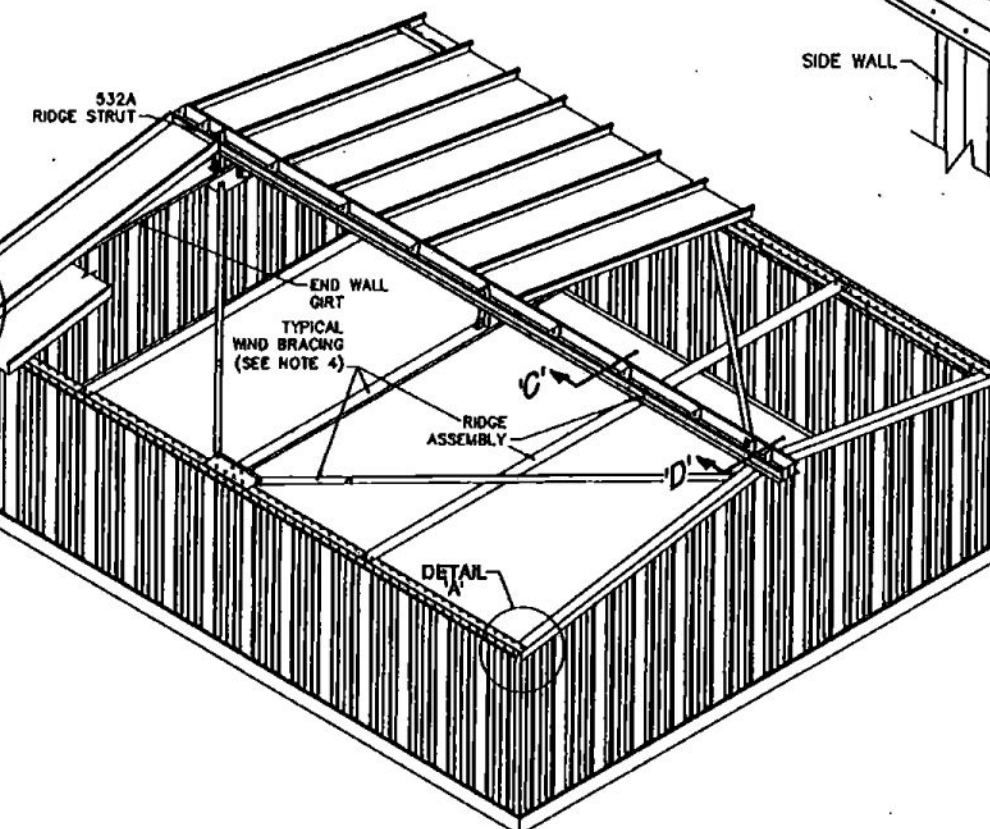 SIDE WALL
532A
RIDGE STRUT
END WALL
GIRT
TYPICAL
WIND BRACING
(SEE NOTE 4)
'C'
RIDGE
ASSEMBLY
'D'
DETAIL
'A'